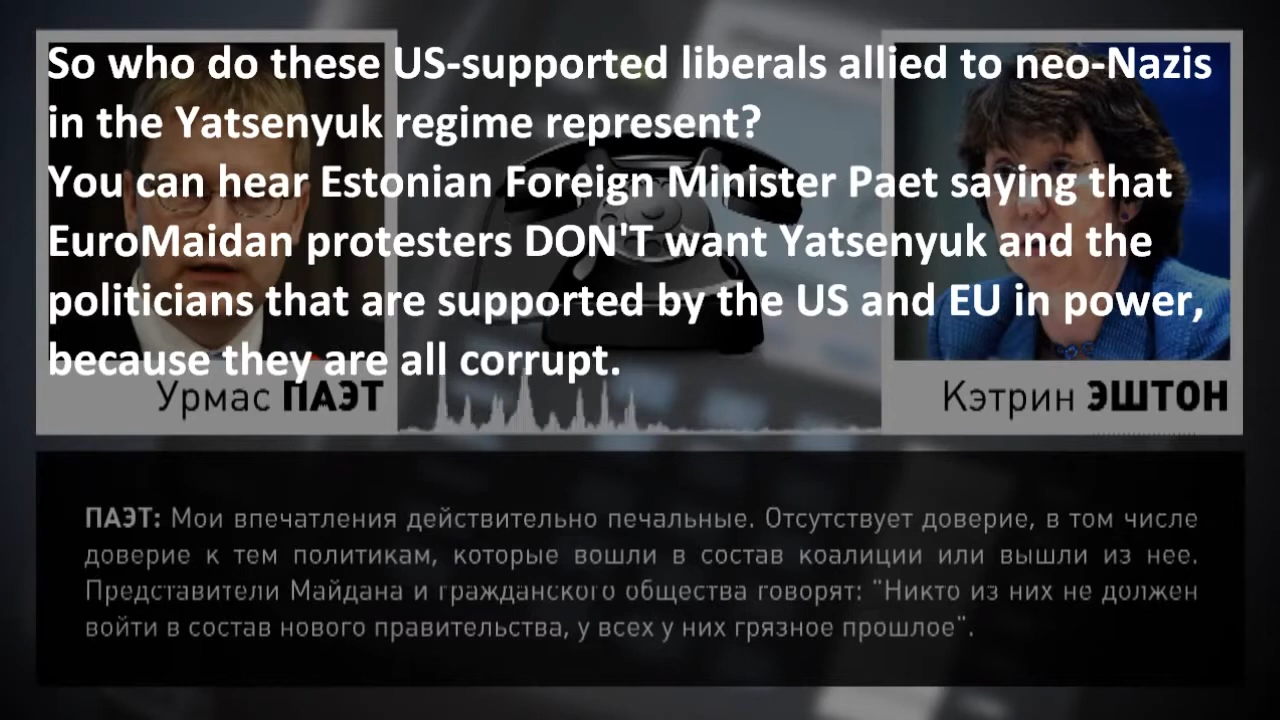 So who do these US-supported liberals allied to neo-Nazis
in the Yatsenyuk regime represent?
You can hear Estonian Foreign Minister Paet saying that
EuroMaidan protesters DON'T want Yatsenyuk and the
politicians that are supported by the US and EU in power,
because they are all corrupt.
Урмас ПАЭТ
Кэтрин ЭШТОН
ПАЭТ: Мои впечатления действительно печальные. Отсутствует доверие, в том числе
доверие к тем политикам, которые вошли в состав коалиции или вышли из нее.
Представители Майдана и гражданского общества говорят: "Никто из них не должен
войти в состав нового правительства, у всех у них грязное прошлое".